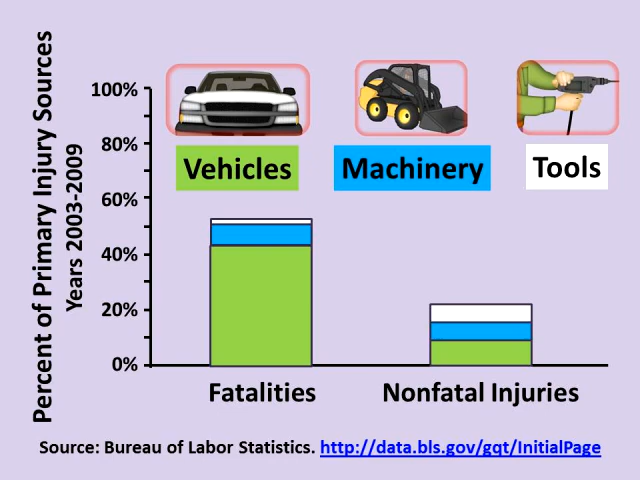 Percent of Primary Injury Sources
Years 2003-2009
100%
80%
60%
40%
20%
0%
Vehicles
Machinery
Tools
Fatalities
Nonfatal Injuries
Source: Bureau of Labor Statistics. http://data.bls.gov/gqt/InitialPage